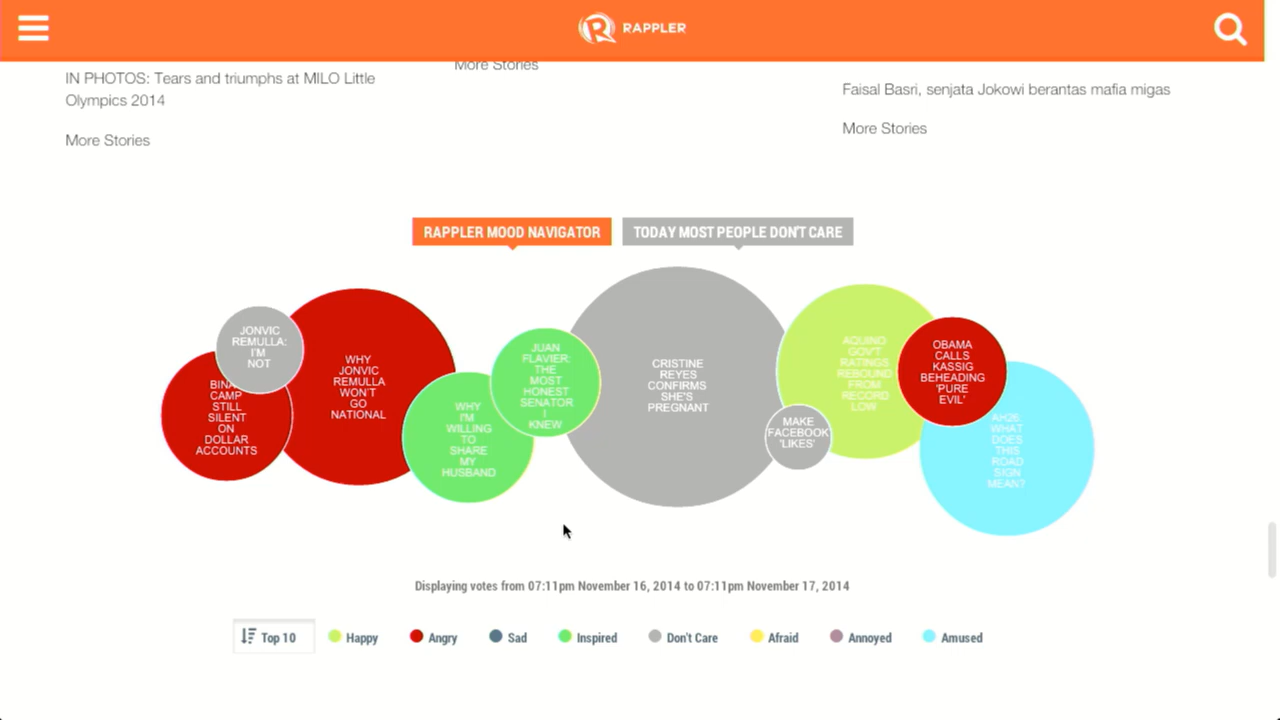 RAPPLER
IN PHOTOS: Tears and triumphs at MILO Little
Olympics 2014
More Stories
More Stories
Faisal Basri, senjata Jokowi berantas mafia migas
More Stories
RAPPLER MOOD NAVIGATOR
TODAY MOST PEOPLE DON'T CARE
JONVIC
REMULLA:
I'M
NOT
BINA
CAMP
STILL
SILENT
ON
DOLLAR
ACCOUNTS
WHY
JONVIC
REMULLA
WON'T
GO
NATIONAL
WHY
I'M
WILLING
TO
SHARE
MY
HUSBAND
JUAN
FLAVIER:
THE
MOST
HONEST
SENATOR
I
KNEW
CRISTINE
REYES
CONFIRMS
SHE'S
PREGNANT
MAKE
FACEBOOK
'LIKES'
AQUINO
GOV'T
RATINGS
REBOUND
FROM
RECORD
LOW
OBAMA
CALLS
KASSIG
BEHEADING
'PURE
EVIL'
AH26:
WHAT
DOES
THIS
ROAD
SIGN
MEAN?
Displaying votes from 07:11pm November 16, 2014 to 07:11pm November 17, 2014
Top 10
Happy
Angry
Sad
Inspired
Don't Care
Afraid
Annoyed
Amused